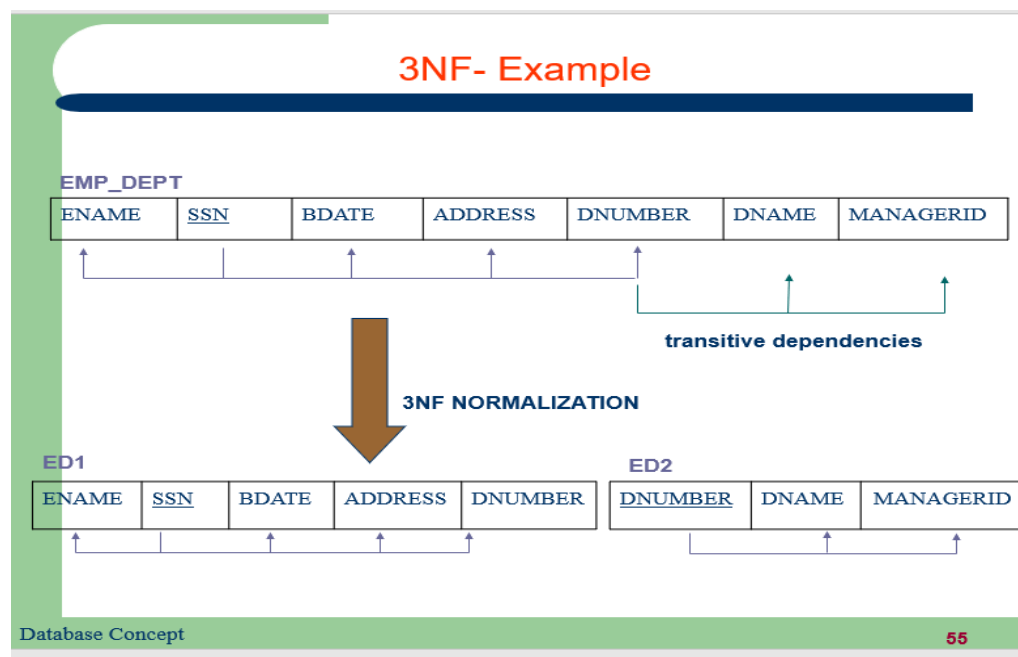 3NF- Example
EMP_DEPT
ENAME SSN BDATE ADDRESS DNUMBER DNAME MANAGERID
transitive dependencies
3NF NORMALIZATION
ED1
ED2
ENAME SSN BDATE ADDRESS DNUMBER
DNUMBER DNAME MANAGERID
Database Concept
55